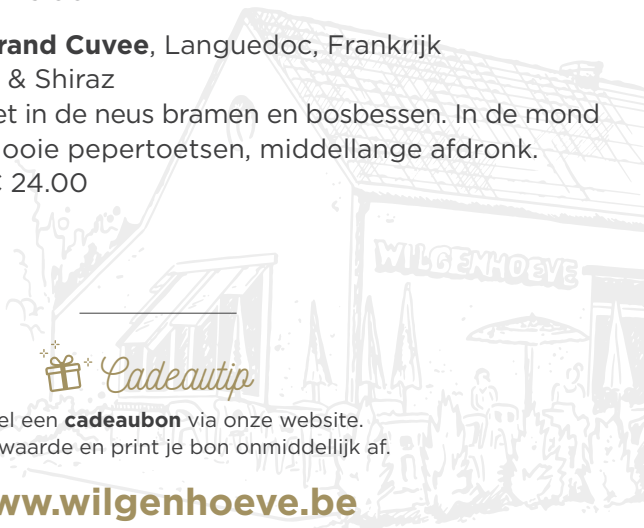 rand Cuvee, Languedoc, Frankrijk
& Shiraz
et in de neus bramen en bosbessen. In de mond
ooie pepertoetsen, middellange afdronk.
€ 24.00
WILGENHOEVE
Cadeautip
el een cadeaubon via onze website.
waarde en print je bon onmiddellijk af.
ww.wilgenhoeve.be